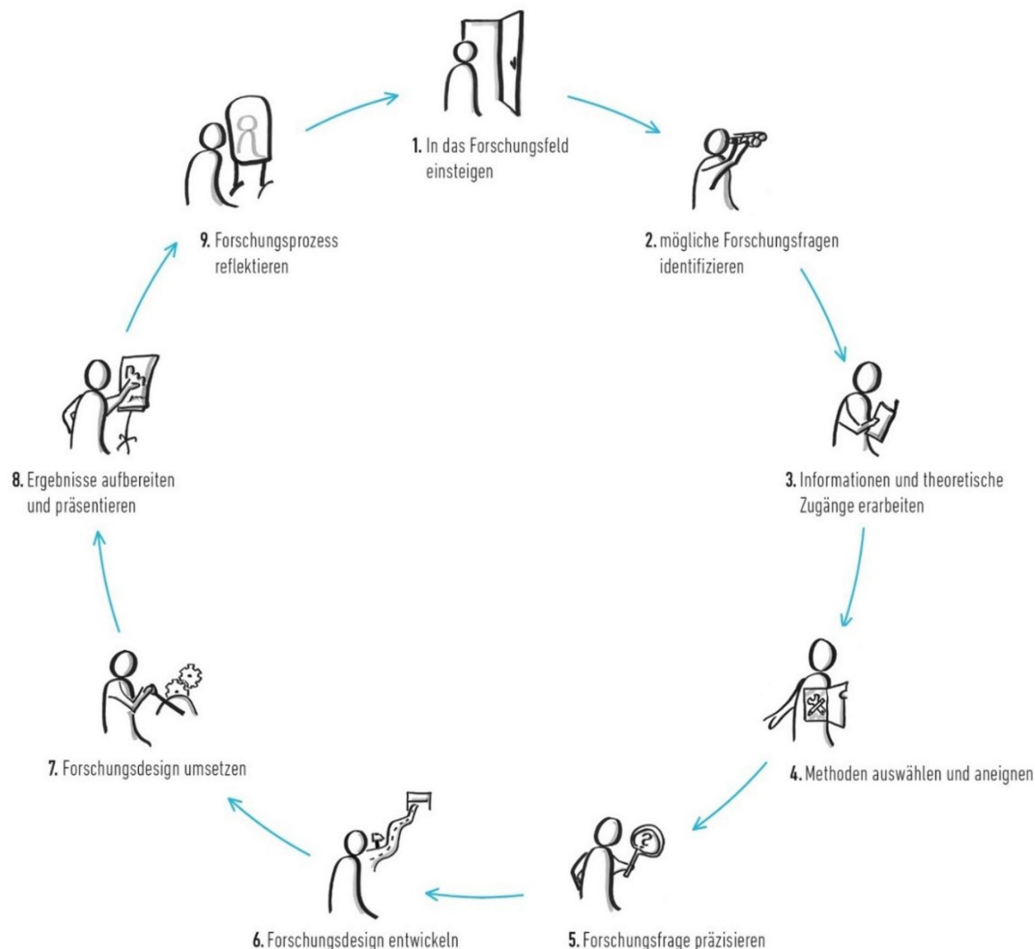 1. In das Forschungsfeld
einsteigen
2. mögliche Forschungsfragen
identifizieren
3. Informationen und theoretische
Zugänge erarbeiten
4. Methoden auswählen und aneignen
5. Forschungsfrage präzisieren
?
6. Forschungsdesign entwickeln
7. Forschungsdesign umsetzen
8. Ergebnisse aufbereiten
und präsentieren
9. Forschungsprozess
reflektieren